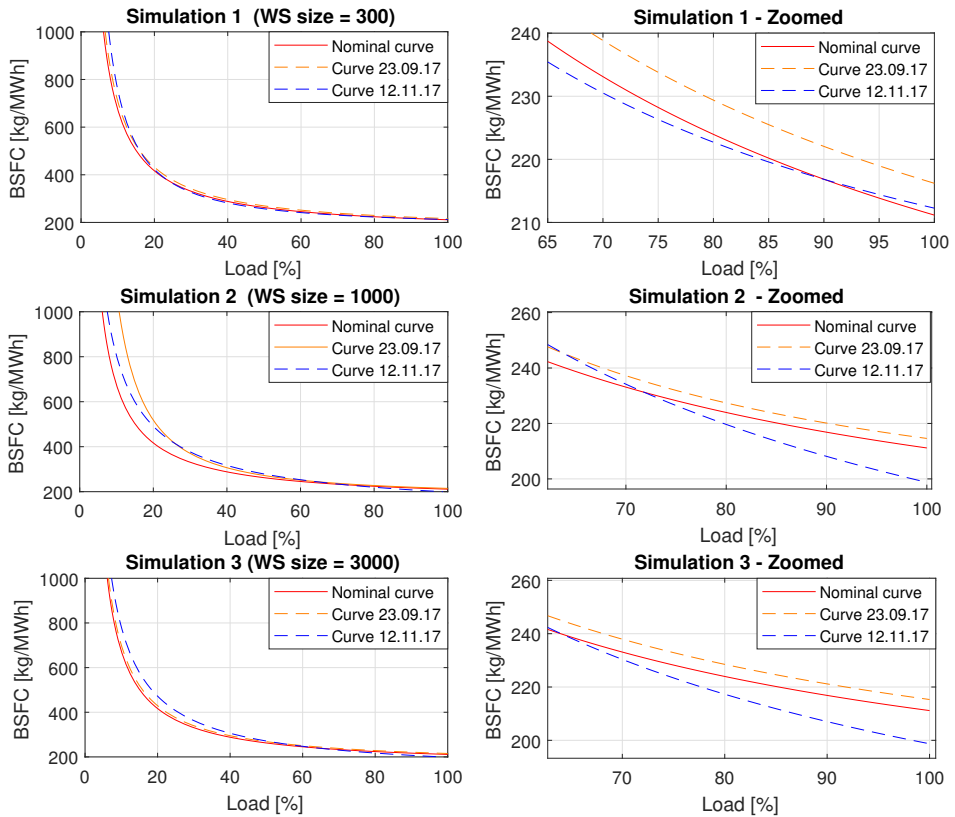 Simulation 1 (WS size = 300)
1000
800
600
400
200
BSFC [kg/MWh]
Nominal curve
Curve 23.09.17
Curve 12.11.17
0 20 40 60 80 100
Load [%]
Simulation 1 - Zoomed
240
230
220
210
BSFC [kg/MWh]
Nominal curve
Curve 23.09.17
Curve 12.11.17
65 70 75 80 85 90 95 100
Load [%]
Simulation 2 (WS size = 1000)
1000
800
600
400
200
BSFC [kg/MWh]
Nominal curve
Curve 23.09.17
Curve 12.11.17
0 20 40 60 80 100
Load [%]
Simulation 2 - Zoomed
260
240
220
200
BSFC [kg/MWh]
Nominal curve
Curve 23.09.17
Curve 12.11.17
70 80 90 100
Load [%]
Simulation 3 (WS size = 3000)
1000
800
600
400
200
BSFC [kg/MWh]
Nominal curve
Curve 23.09.17
Curve 12.11.17
0 20 40 60 80 100
Load [%]
Simulation 3 - Zoomed
260
240
220
200
BSFC [kg/MWh]
Nominal curve
Curve 23.09.17
Curve 12.11.17
70 80 90 100
Load [%]